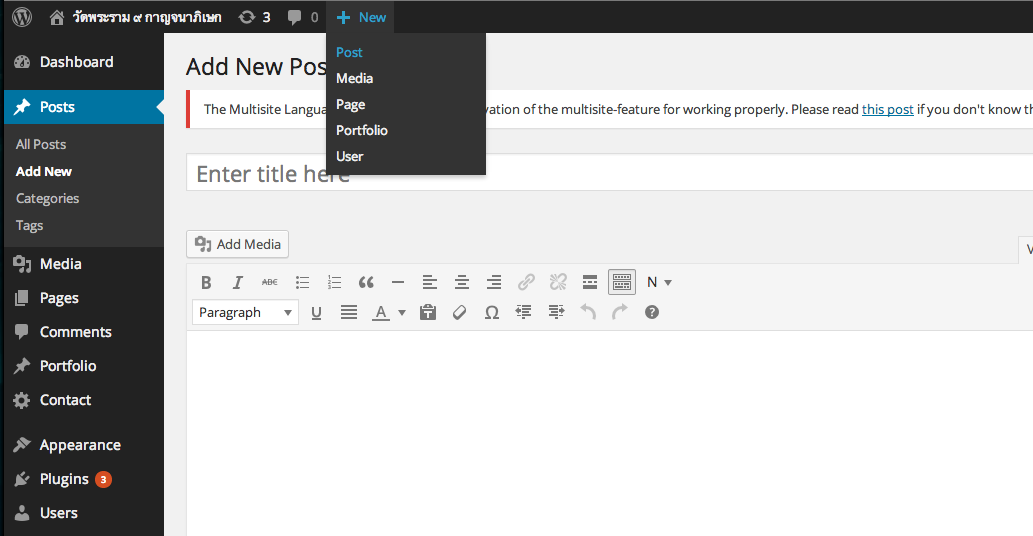 วัดพระราม ๙ กาญจนาภิเษก 3 0 New
Post
Media
Page
Portfolio
User
Dashboard
Posts
All Posts
Add New
Categories
Tags
Media
Pages
Comments
Portfolio
Contact
Appearance
Plugins 3
Users
Add New Pos
The Multisite Langua vation of the multisite-feature for working properly. Please read this post if you don't know th
Enter title here
Add Media
V
B I ABC N
Paragraph U A Ω ?